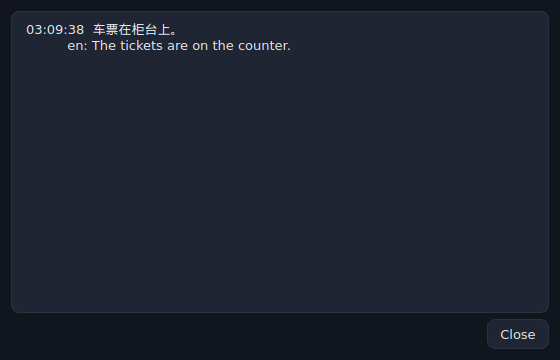 03:09:38 车票在柜台上。
en: The tickets are on the counter.
Close